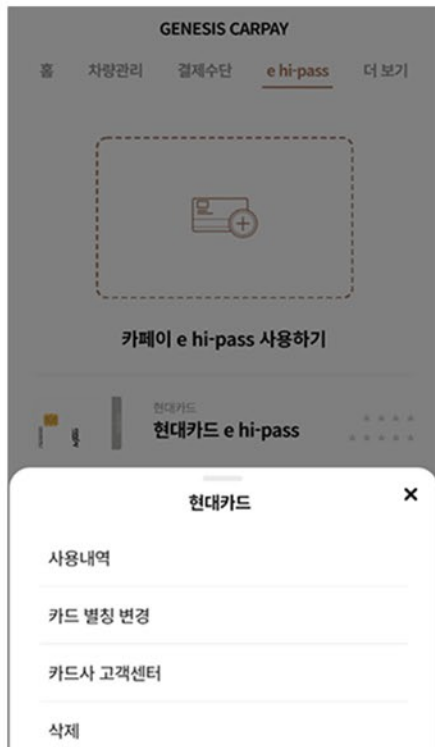 GENESIS CARPAY
홈 차량관리 결제수단 e hi-pass 더 보기
카페이 e hi-pass 사용하기
현대카드
현대카드 e hi-pass
* * * *
* * * * *
현대카드 ×
사용내역
카드 별칭 변경
카드사 고객센터
삭제